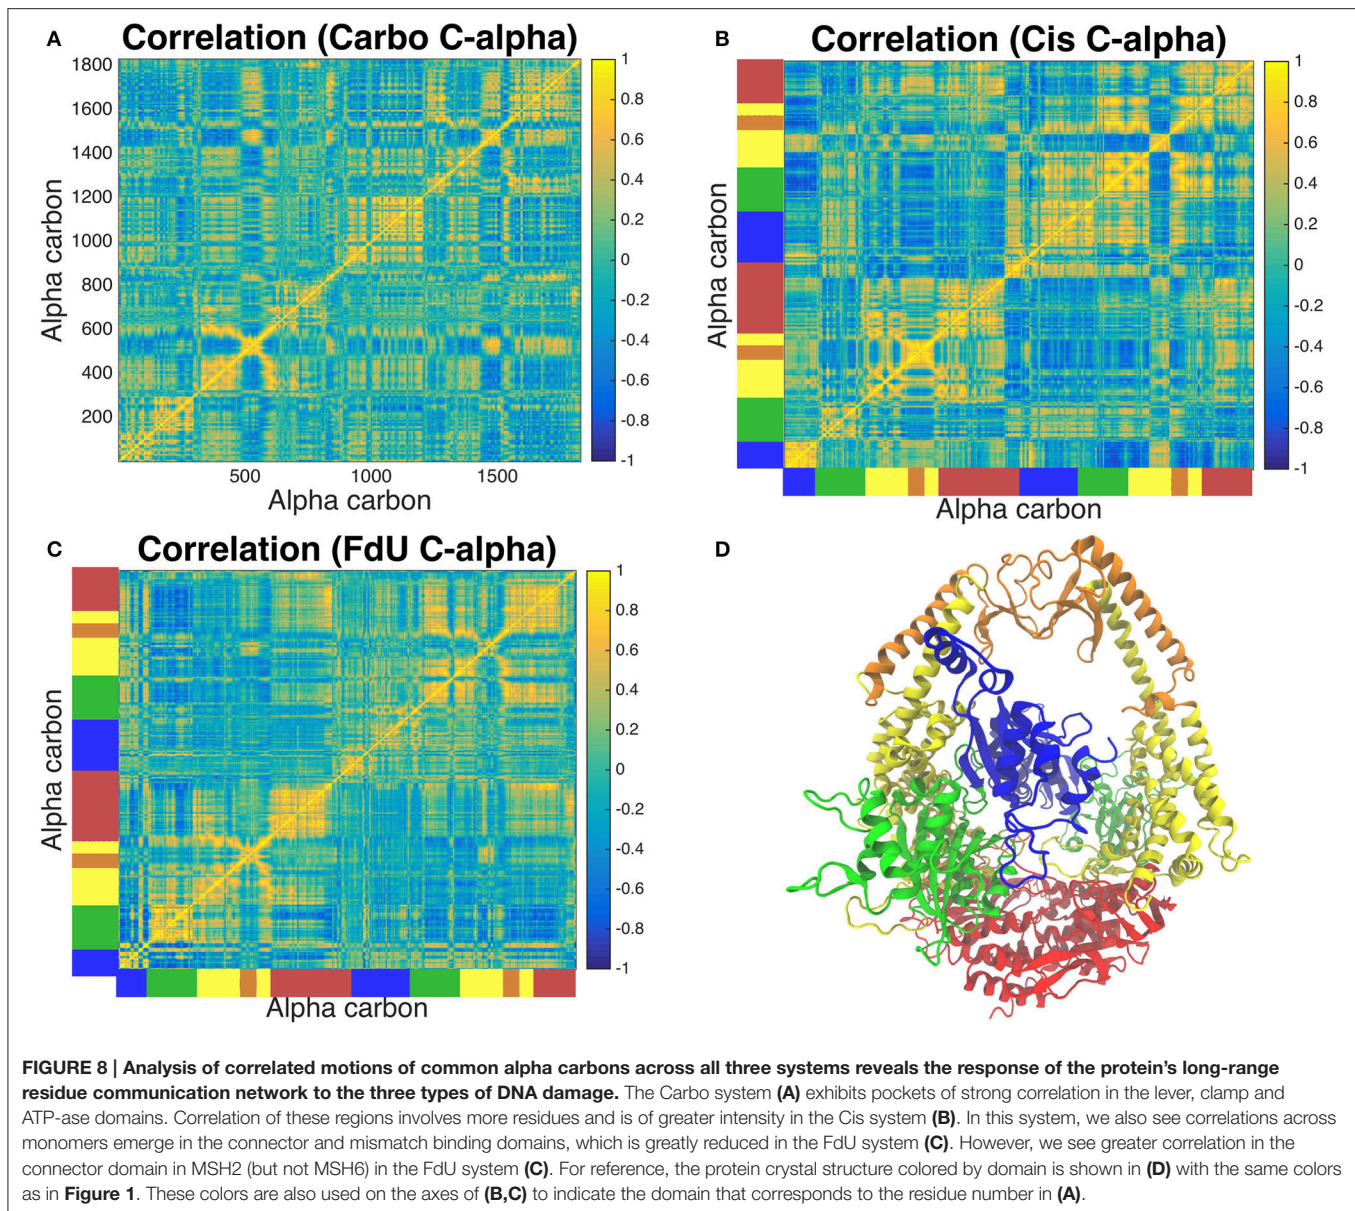 A
Correlation (Carbo C-alpha)
1800
1600
1400
1200
1000
800
600
400
200
Alpha carbon
500
1000
1500
Alpha carbon
1
0.8
0.6
0.4
0.2
0
-0.2
-0.4
-0.6
-0.8
-1
B
Correlation (Cis C-alpha)
Alpha carbon
Alpha carbon
1
0.8
0.6
0.4
0.2
0
-0.2
-0.4
-0.6
-0.8
-1
C
Correlation (FdU C-alpha)
Alpha carbon
Alpha carbon
1
0.8
0.6
0.4
0.2
0
-0.2
-0.4
-0.6
-0.8
-1
D
FIGURE 8 | Analysis of correlated motions of common alpha carbons across all three systems reveals the response of the protein's long-range
residue communication network to the three types of DNA damage. The Carbo system (A) exhibits pockets of strong correlation in the lever, clamp and
ATP-ase domains. Correlation of these regions involves more residues and is of greater intensity in the Cis system (B). In this system, we also see correlations across
monomers emerge in the connector and mismatch binding domains, which is greatly reduced in the FdU system (C). However, we see greater correlation in the
connector domain in MSH2 (but not MSH6) in the FdU system (C). For reference, the protein crystal structure colored by domain is shown in (D) with the same colors
as in Figure 1. These colors are also used on the axes of (B,C) to indicate the domain that corresponds to the residue number in (A).